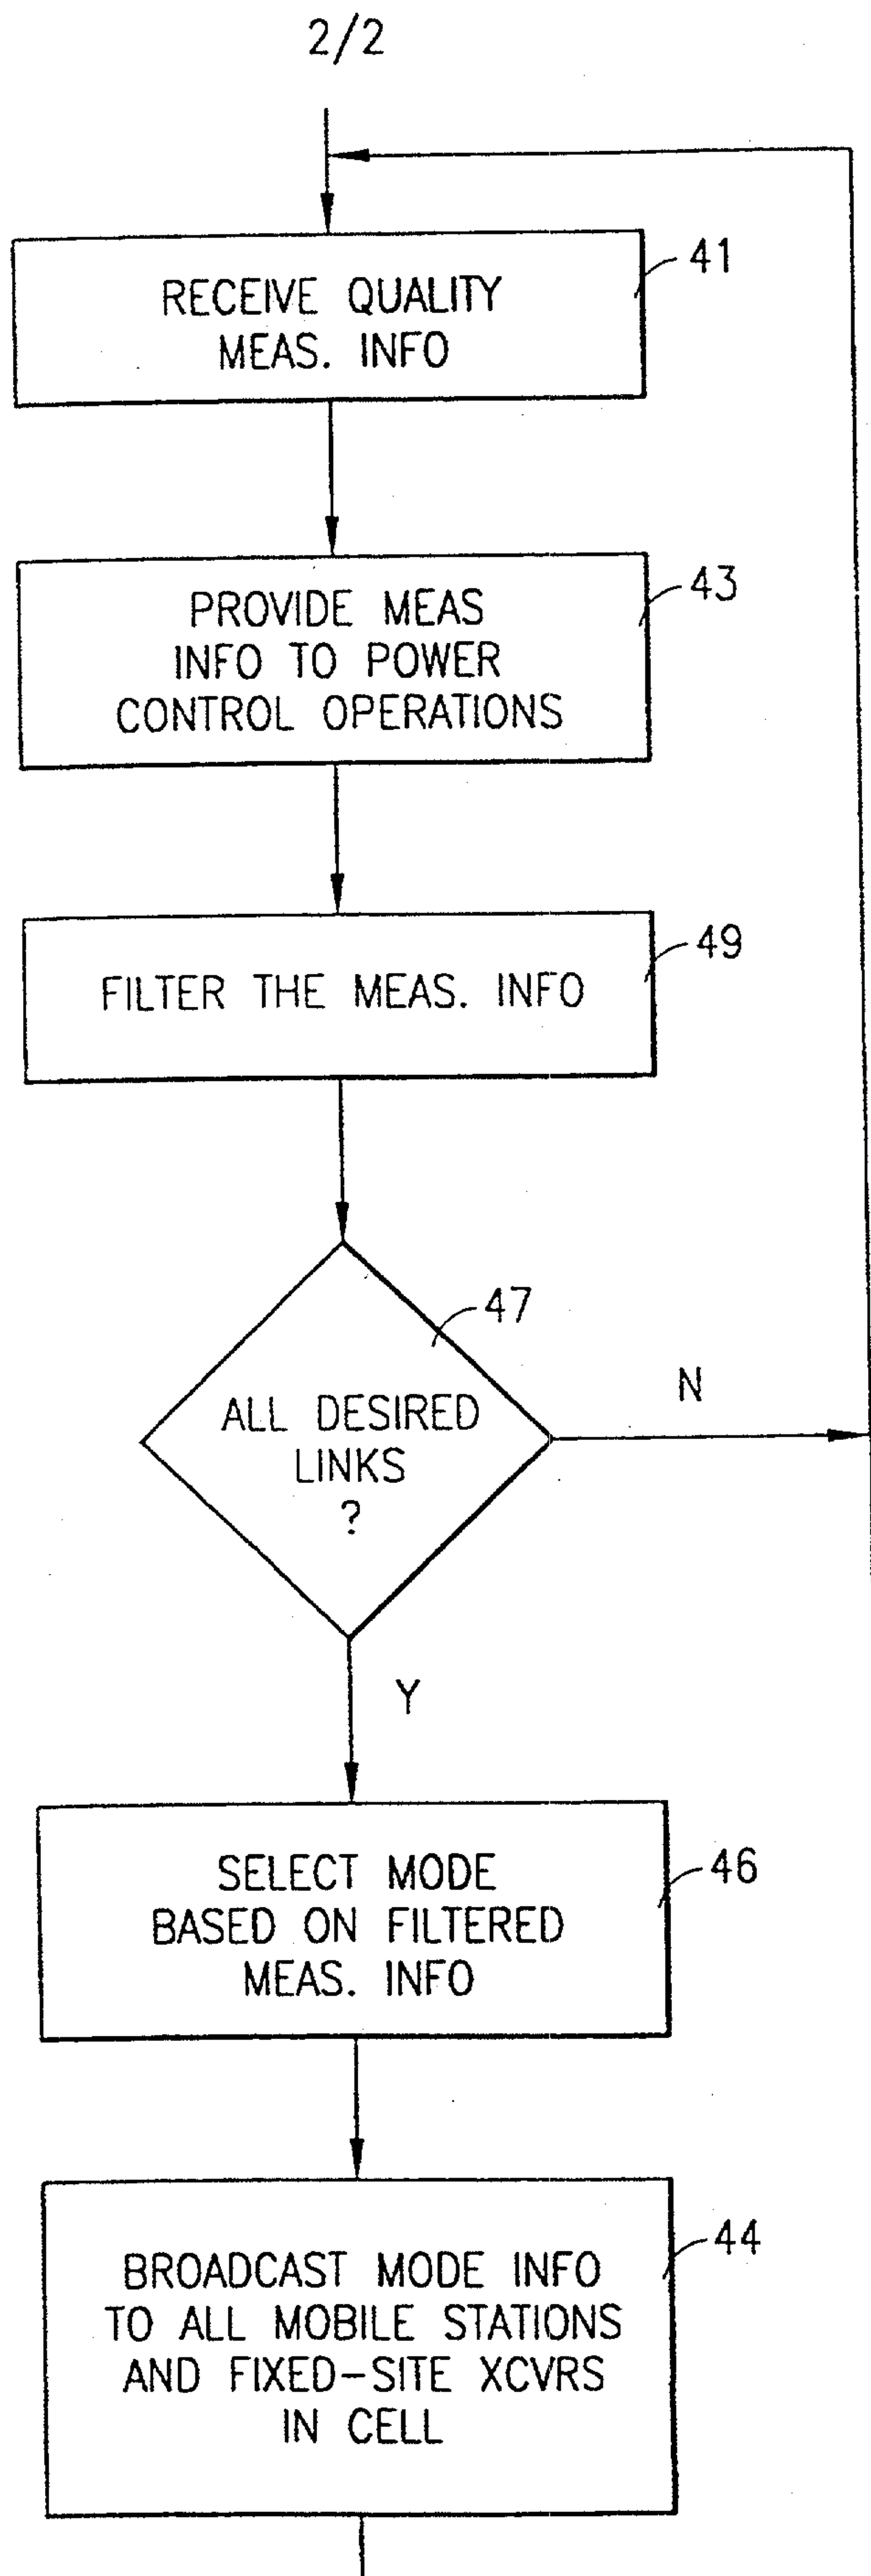 2/2
41
RECEIVE QUALITY
MEAS. INFO
43
PROVIDE MEAS
INFO TO POWER
CONTROL OPERATIONS
49
FILTER THE MEAS. INFO
47
ALL DESIRED
LINKS
?
N
Y
46
SELECT MODE
BASED ON FILTERED
MEAS. INFO
44
BROADCAST MODE INFO
TO ALL MOBILE STATIONS
AND FIXED-SITE XCVRS
IN CELL